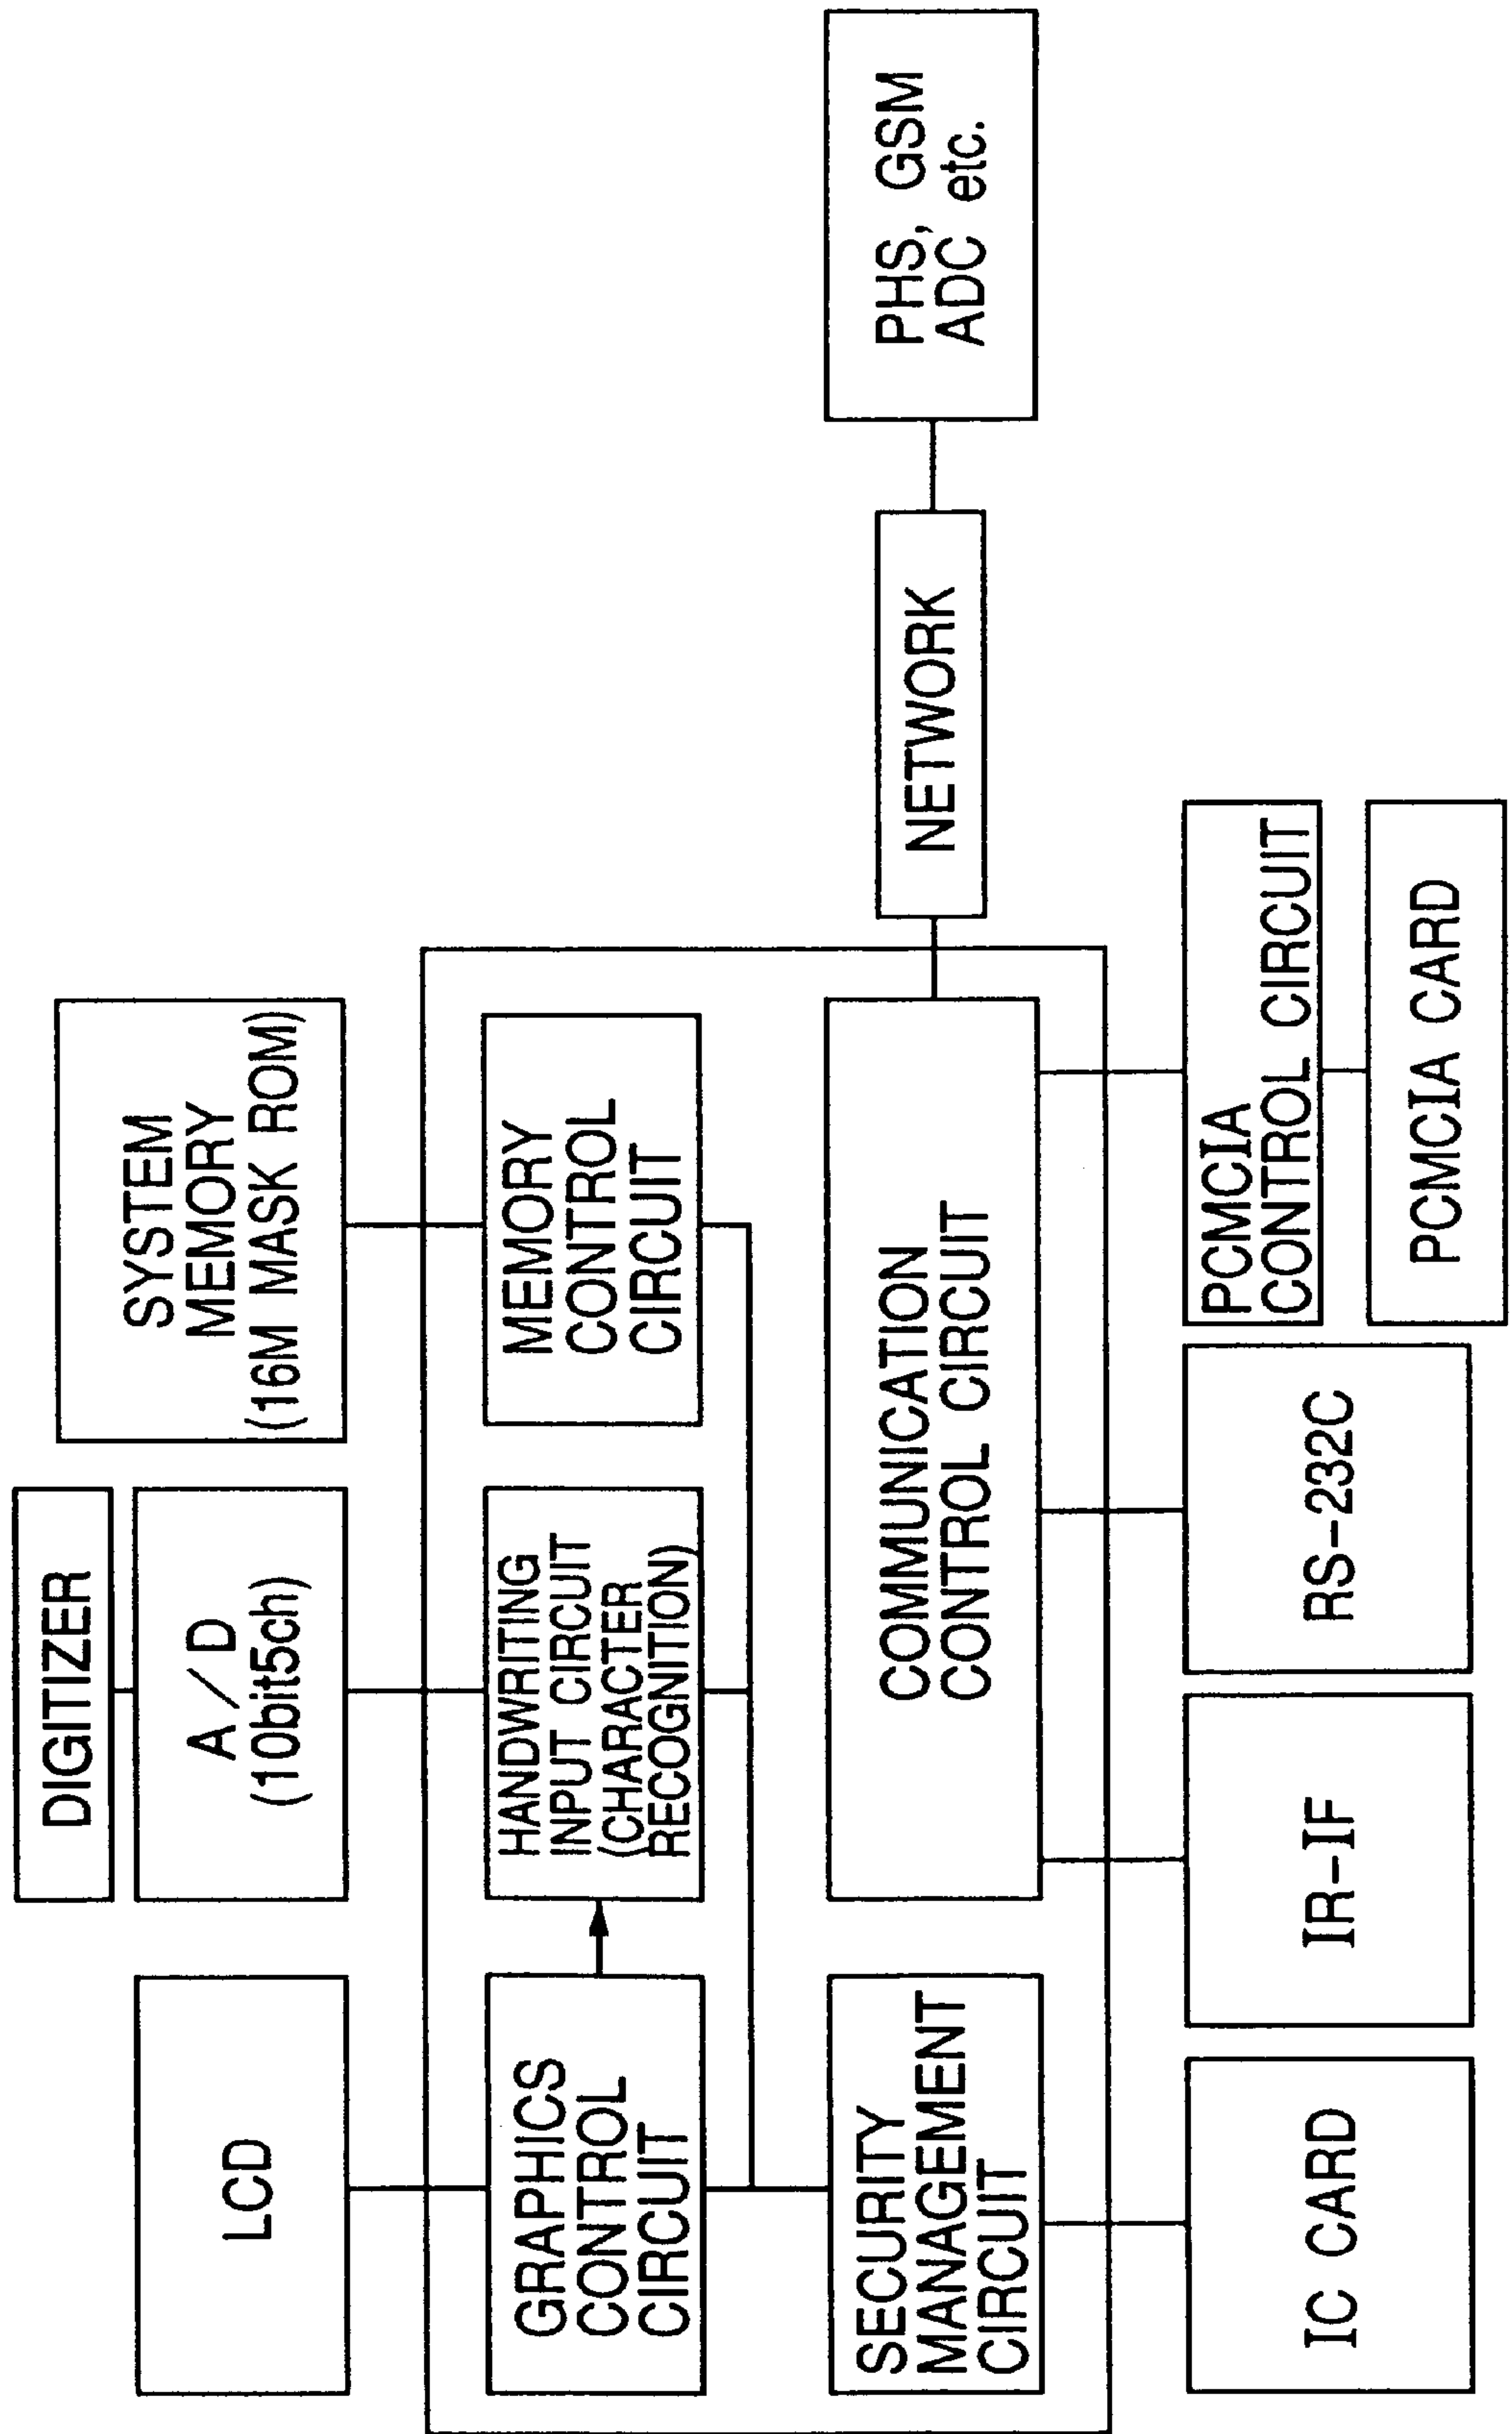 DIGITIZER
LCD
A/D
(10bit5ch)
SYSTEM
MEMORY
(16M MASK ROM)
GRAPHICS
CONTROL
CIRCUIT
HANDWRITING
INPUT CIRCUIT
(CHARACTER
RECOGNITION)
MEMORY
CONTROL
CIRCUIT
SECURITY
MANAGEMENT
CIRCUIT
COMMUNICATION
CONTROL CIRCUIT
NETWORK
PHS, GSM
ADC etc.
IC CARD
IR-IF
RS-232C
PCMCIA
CONTROL CIRCUIT
PCMCIA CARD